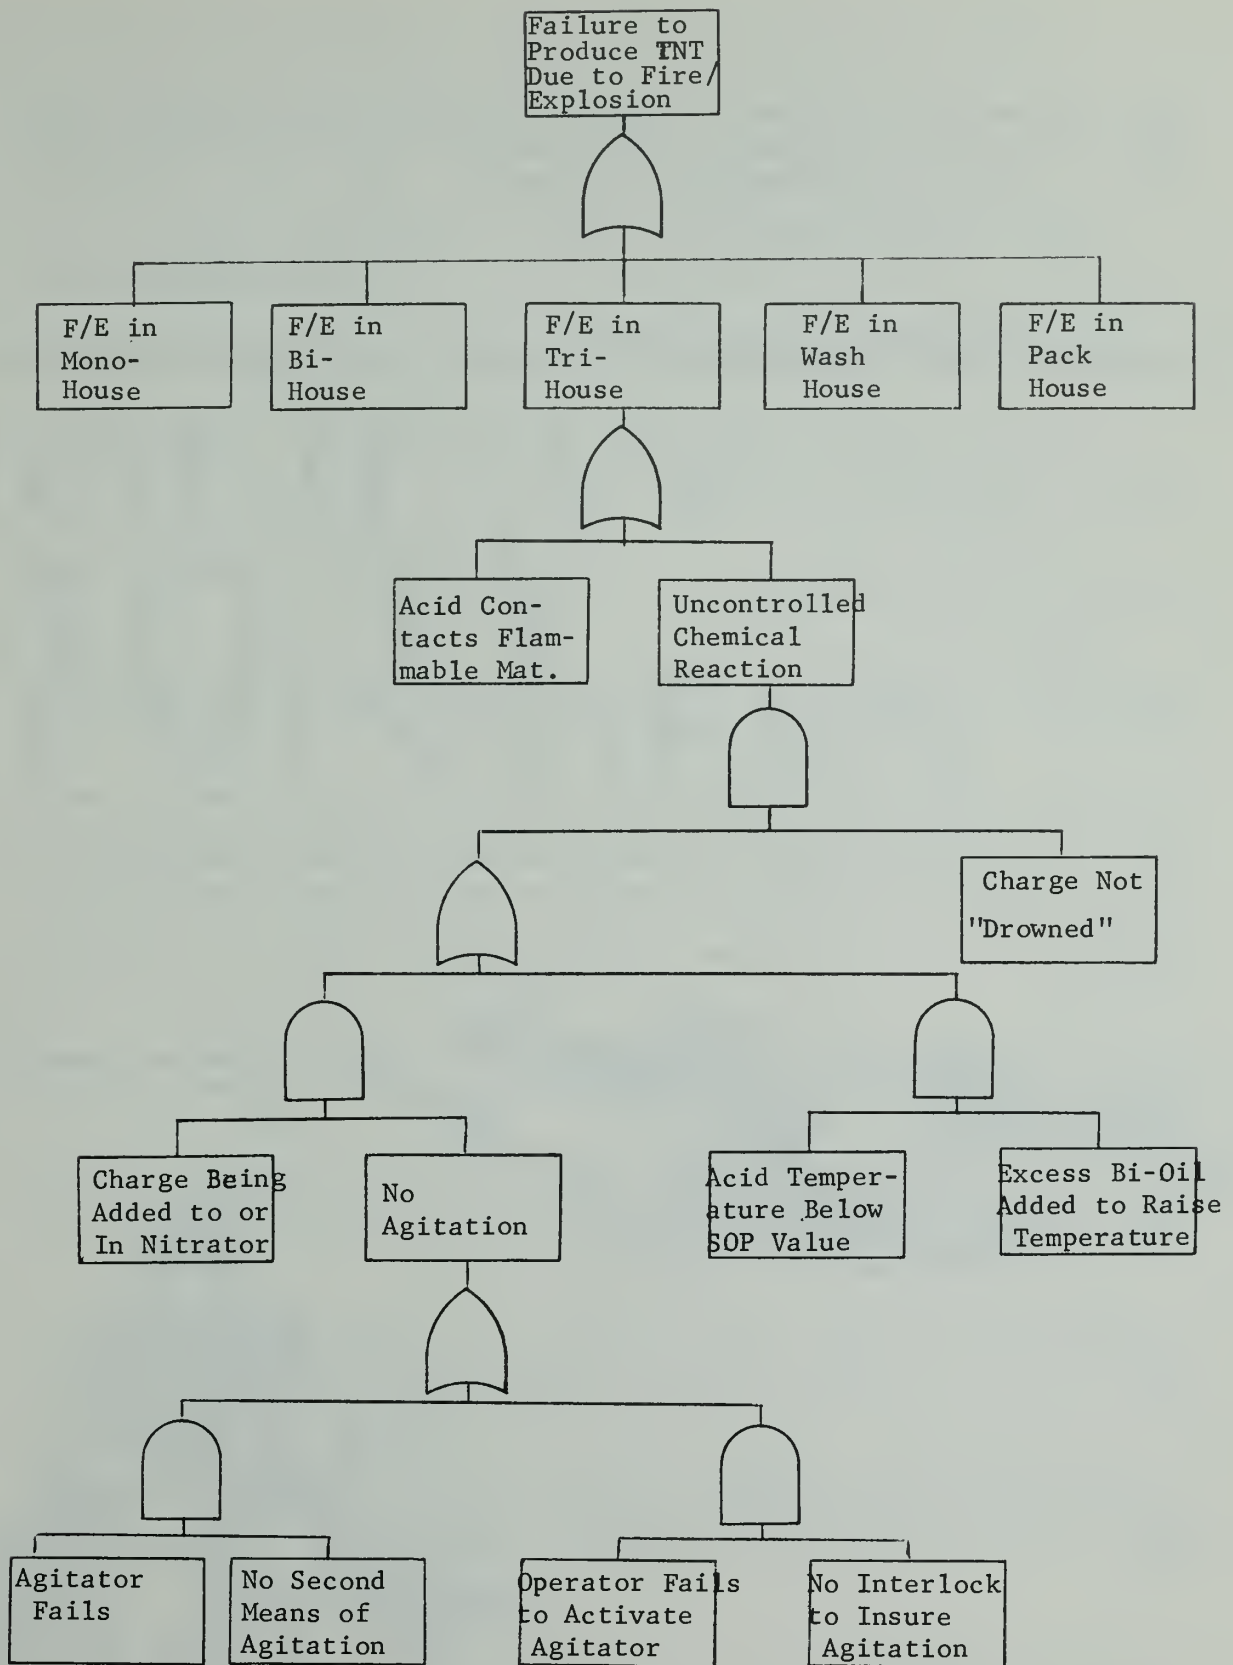 Failure to
Produce TNT
Due to Fire/
Explosion
F/E in
Mono-
House
F/E in
Bi-
House
F/E in
Tri-
House
F/E in
Wash
House
F/E in
Pack
House
Acid Con-
tacts Flam-
mable Mat.
Uncontrolled
Chemical
Reaction
Charge Not
"Drowned"
Charge Being
Added to or
In Nitrator
No
Agitation
Acid Temper-
ature Below
SOP Value
Excess Bi-Oil
Added to Raise
Temperature
Agitator
Fails
No Second
Means of
Agitation
Operator Fails
to Activate
Agitator
No Interlock
to Insure
Agitation